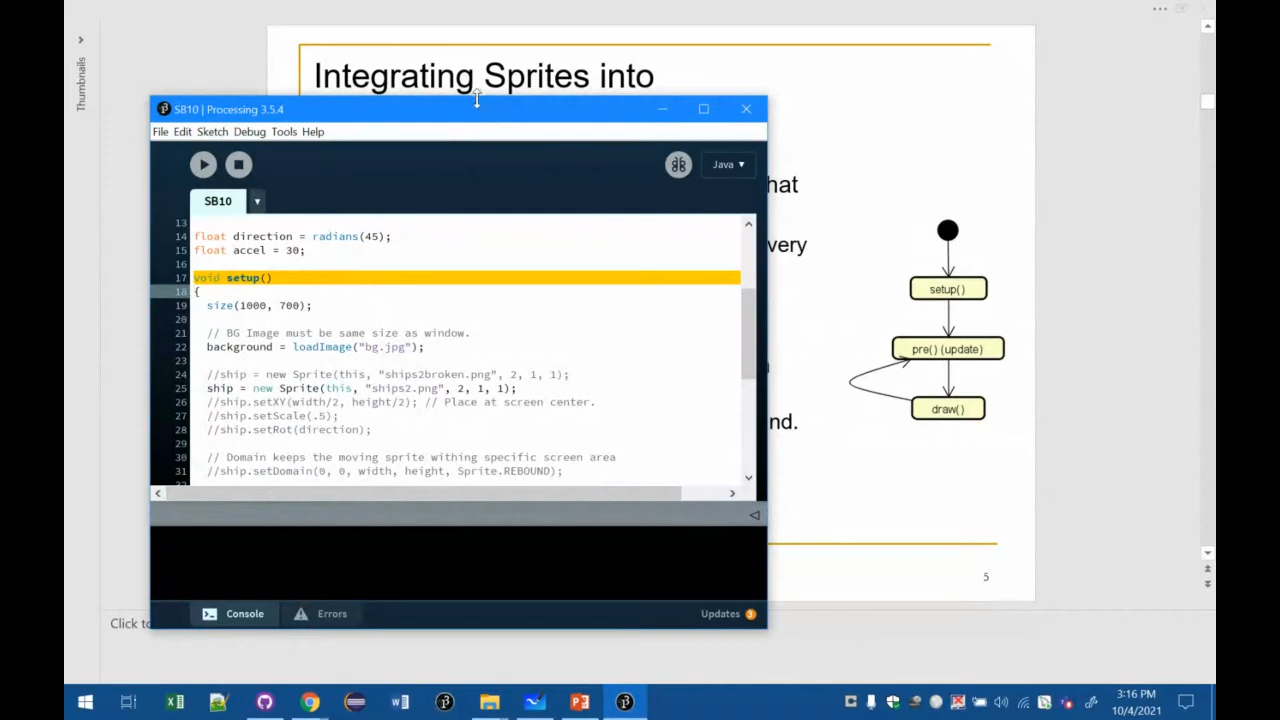 Thumbnails
Integrating Sprites into
SB10 | Processing 3.5.4
File Edit Sketch Debug Tools Help
Java
SB10
hat
very
nd.
13
14 float direction = radians(45);
15 float accel = 30;
16
17 void setup()
18 {
19 size(1000, 700);
20
21 // BG Image must be same size as window.
22 background = loadImage("bg.jpg");
23
24 //ship = new Sprite(this, "ships2broken.png", 2, 1, 1);
25 ship = new Sprite(this, "ships2.png", 2, 1, 1);
26 //ship.setXY(width/2, height/2); // Place at screen center.
27 //ship.setScale(.5);
28 //ship.setRot(direction);
29
30 // Domain keeps the moving sprite withing specific screen area
31 //ship.setDomain(0, 0, width, height, Sprite.REBOUND);
setup()
pre() (update)
draw()
5
Console
Errors
Updates 3
Click to
3:16 PM
10/4/2021